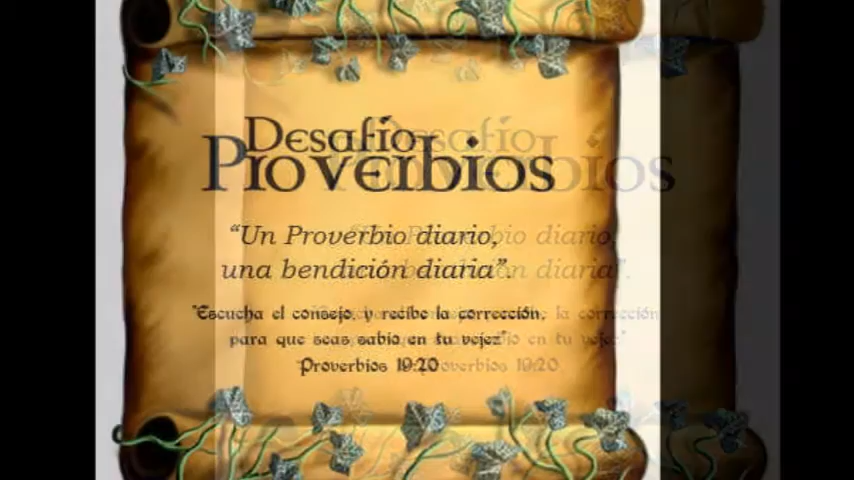 Desafío
Proverbios
“Un Proverbio diario,
una bendición diaria”.
"Escucha el consejo, y recibe la corrección,
para que seas sabio en tu vejez"
Proverbios 19:20